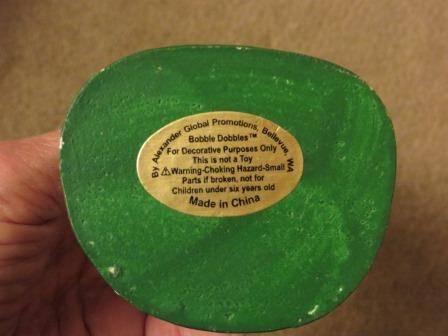 By Alexander Global Promotions, Bellevue, WA
Bobble Dobbles™
For Decorative Purposes Only
This is not a Toy
⚠Warning-Choking Hazard-Small
Parts if broken, not for
Children under six years old
Made in China